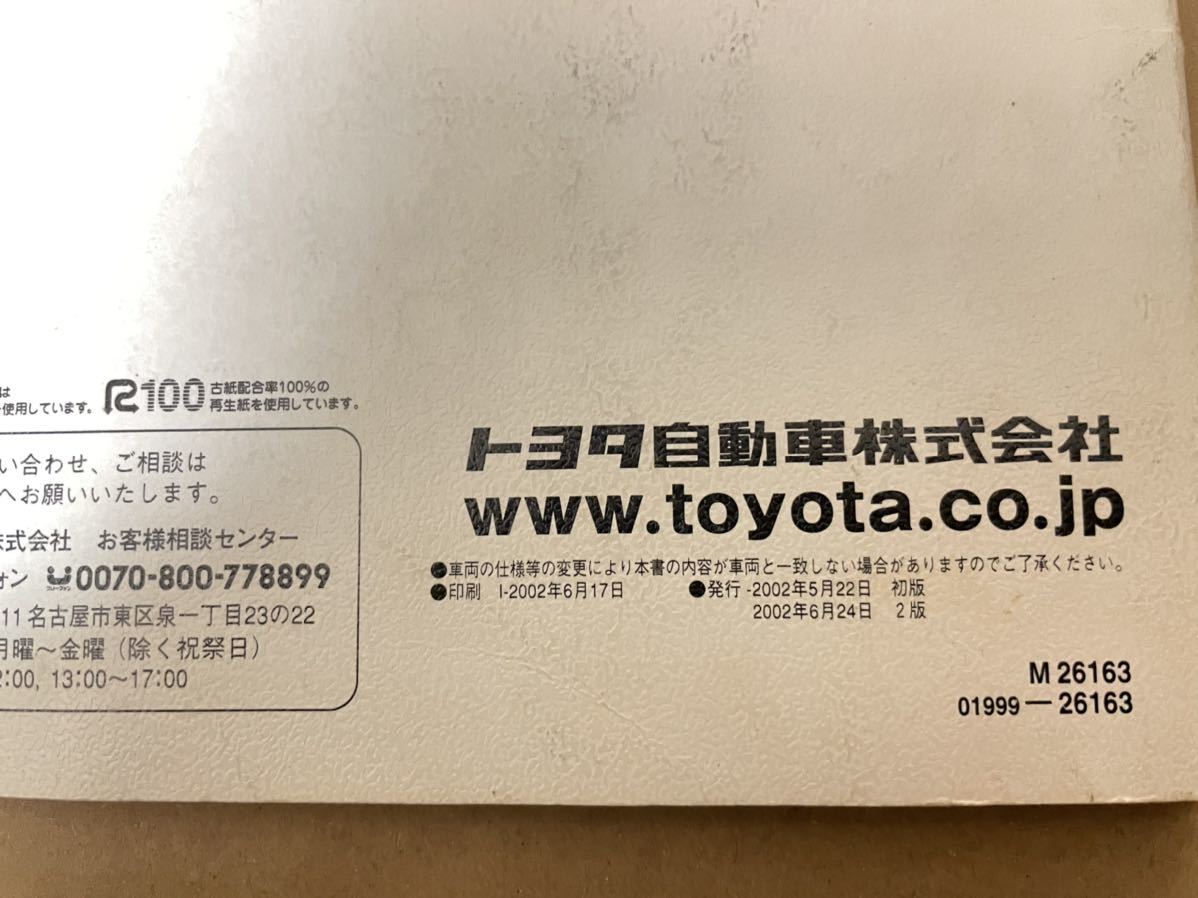 は
使用しています。
R100 古紙配合率100%の
再生紙を使用しています。
い合わせ、ご相談は
へお願いいたします。
式会社 お客様相談センター
ォン 0070-800-778899
11 名古屋市東区泉一丁目23の22
月曜～金曜(除く祝祭日)
:00, 13:00～17:00
トヨタ自動車株式会社
www.toyota.co.jp
●車両の仕様等の変更により本書の内容が車両と一致しない場合がありますのでご了承ください。
●印刷 I-2002年6月17日 ●発行-2002年5月22日 初版
2002年6月24日 2版
M 26163
01999－26163